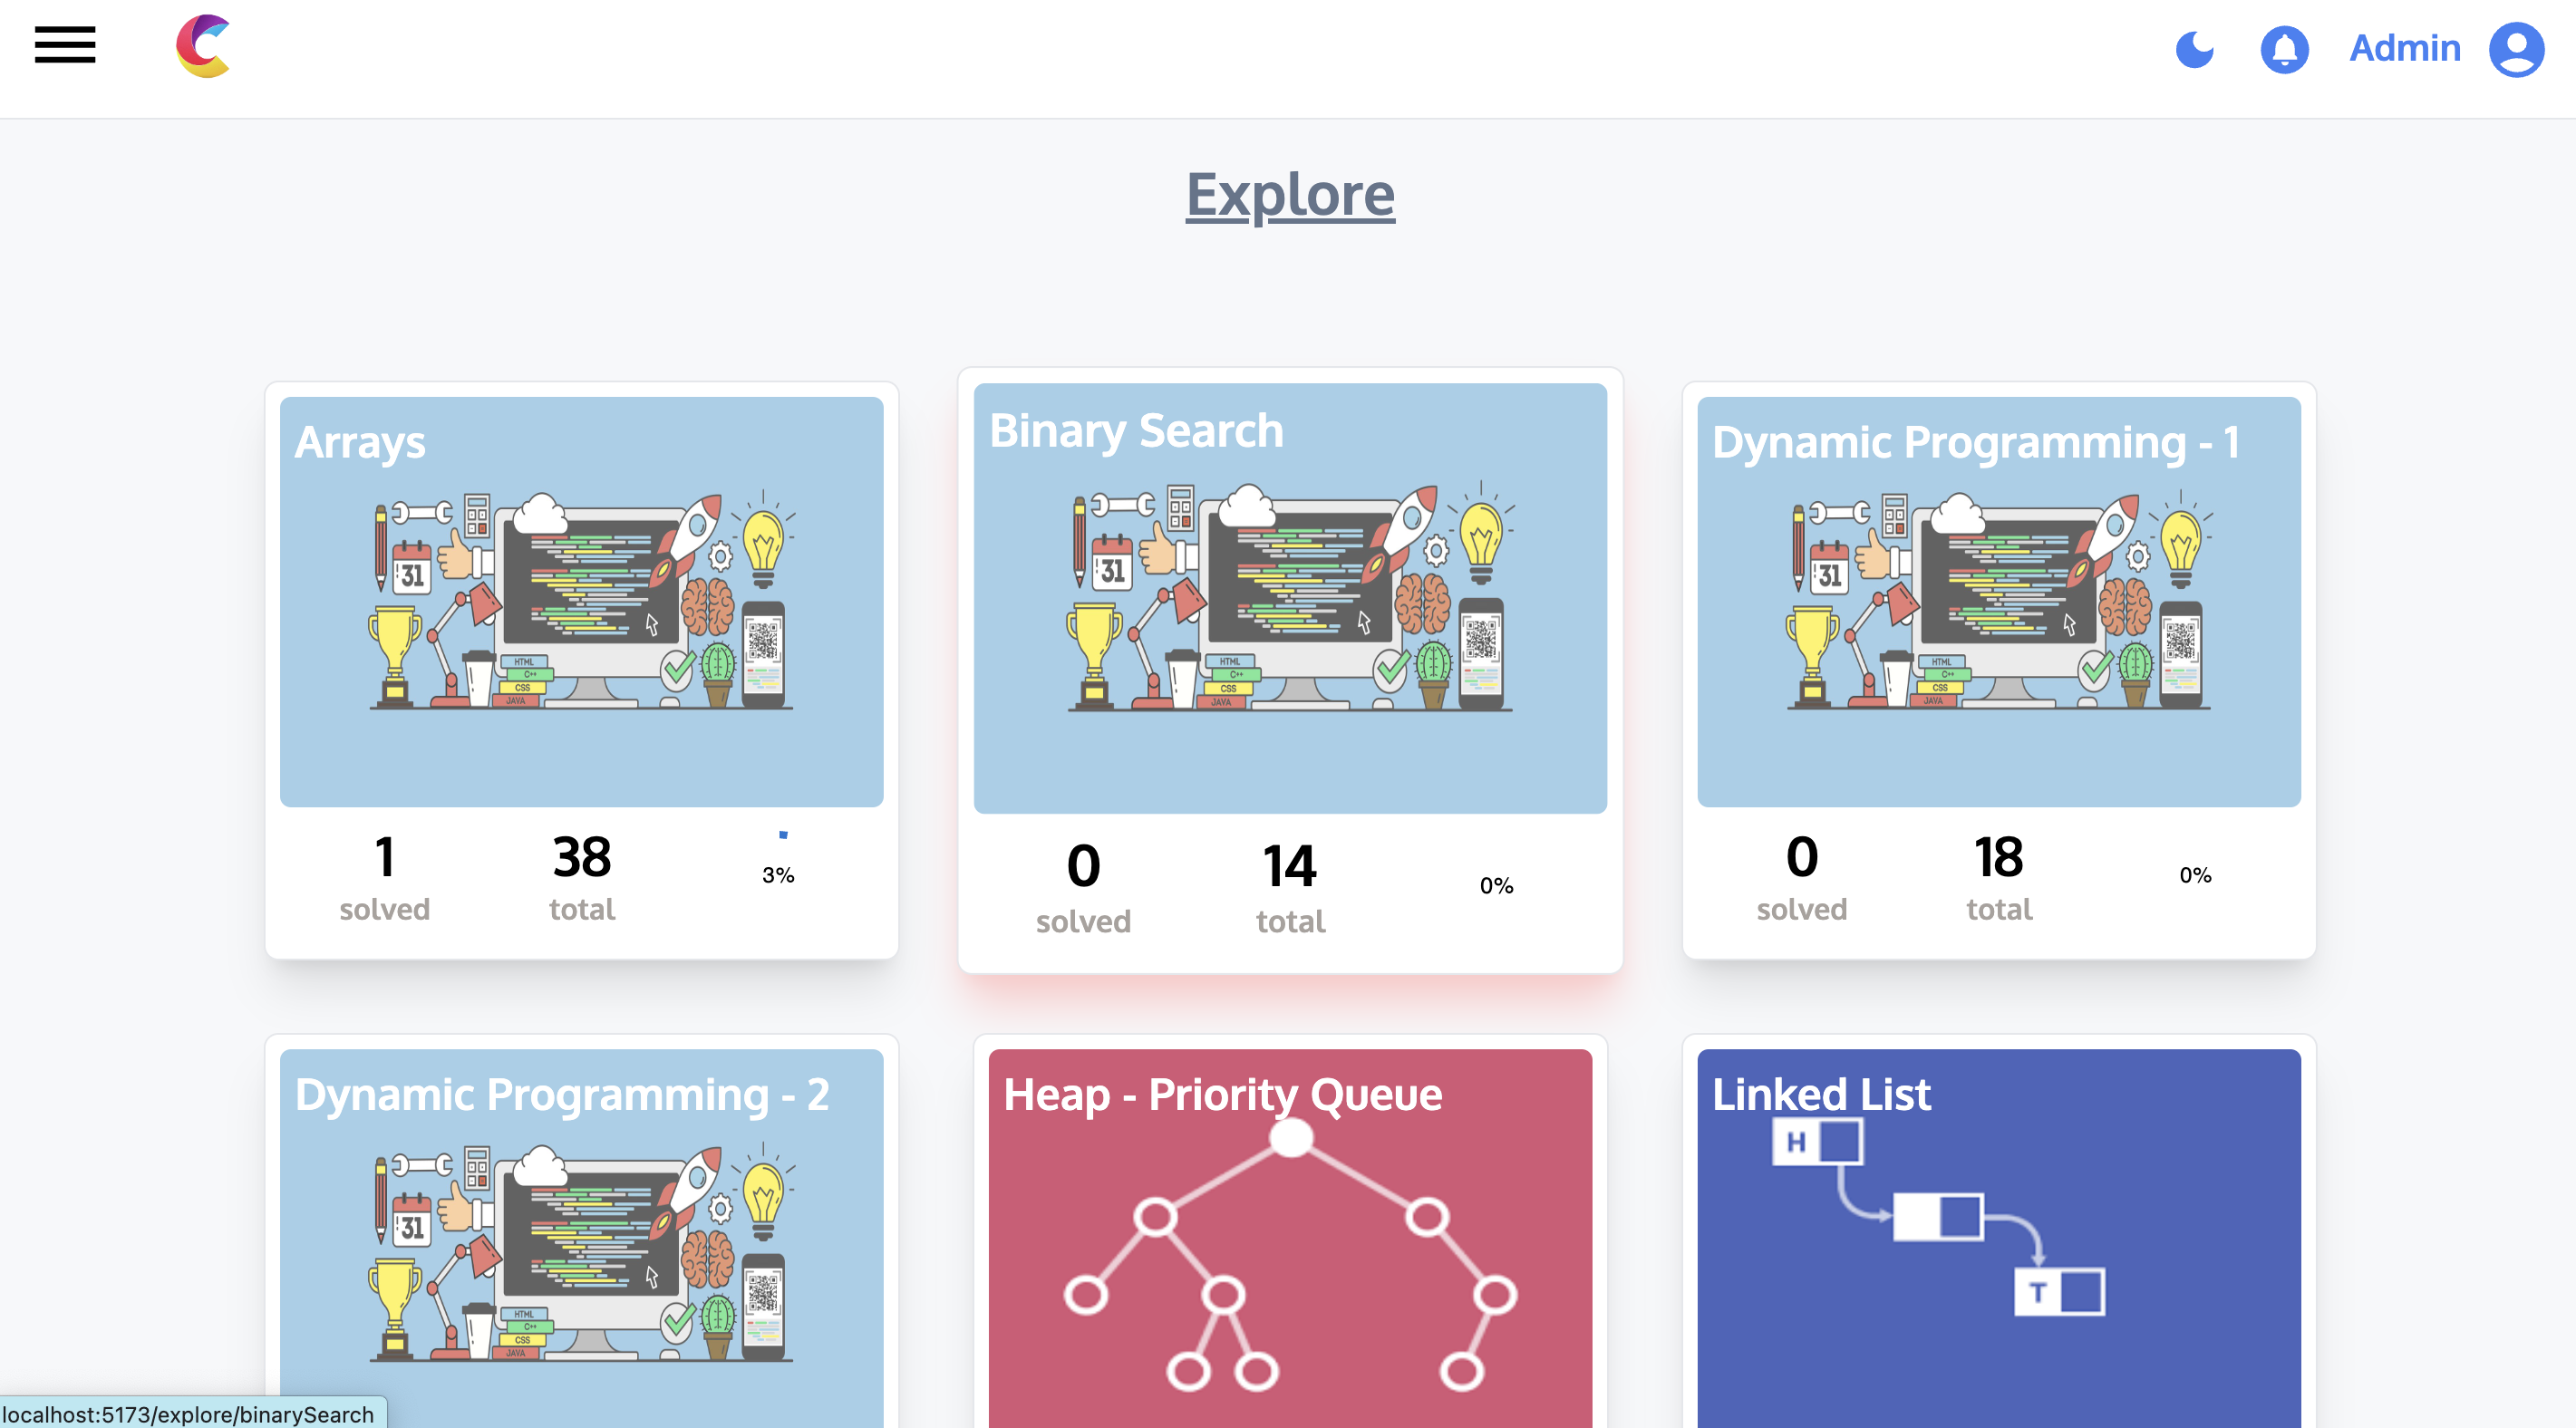 Admin
Explore
Arrays
31
HTML
C++
CSS
JAVA
1
solved
38
total
3%
Binary Search
31
HTML
C++
CSS
JAVA
0
solved
14
total
0%
Dynamic Programming - 1
31
HTML
C++
CSS
JAVA
0
solved
18
total
0%
Dynamic Programming - 2
31
HTML
C++
CSS
JAVA
Heap - Priority Queue
Linked List
H
T
localhost:5173/explore/binarySearch